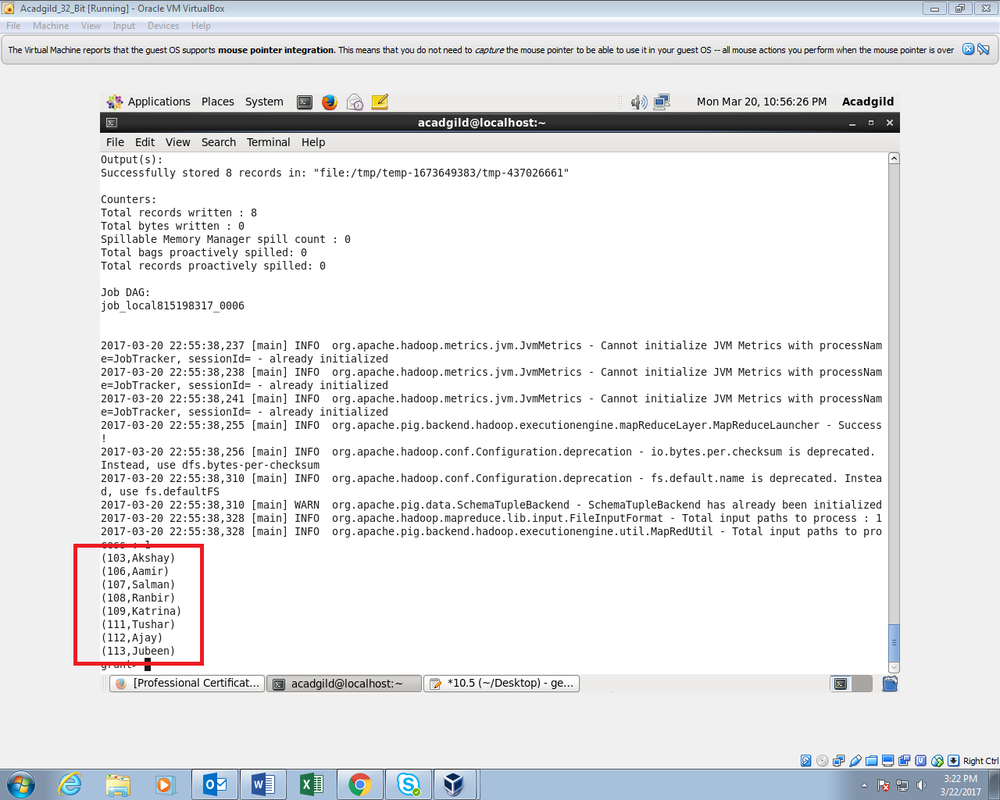 Acadgild_32_Bit [Running] - Oracle VM VirtualBox
File Machine View Input Devices Help
The Virtual Machine reports that the guest OS supports mouse pointer integration. This means that you do not need to capture the mouse pointer to be able to use it in your guest OS -- all mouse actions you perform when the mouse pointer is over
Applications Places System Mon Mar 20, 10:56:26 PM Acadgild
acadgild@localhost:~
File Edit View Search Terminal Help
Output(s):
Successfully stored 8 records in: "file:/tmp/temp-1673649383/tmp-437026661"
Counters:
Total records written : 8
Total bytes written : 0
Spillable Memory Manager spill count : 0
Total bags proactively spilled: 0
Total records proactively spilled: 0
Job DAG:
job_local815198317_0006
2017-03-20 22:55:38,237 [main] INFO  org.apache.hadoop.metrics.jvm.JvmMetrics - Cannot initialize JVM Metrics with processNam
e=JobTracker, sessionId= - already initialized
2017-03-20 22:55:38,238 [main] INFO  org.apache.hadoop.metrics.jvm.JvmMetrics - Cannot initialize JVM Metrics with processNam
e=JobTracker, sessionId= - already initialized
2017-03-20 22:55:38,241 [main] INFO  org.apache.hadoop.metrics.jvm.JvmMetrics - Cannot initialize JVM Metrics with processNam
e=JobTracker, sessionId= - already initialized
2017-03-20 22:55:38,255 [main] INFO  org.apache.pig.backend.hadoop.executionengine.mapReduceLayer.MapReduceLauncher - Success
!
2017-03-20 22:55:38,256 [main] INFO  org.apache.hadoop.conf.Configuration.deprecation - io.bytes.per.checksum is deprecated.
Instead, use dfs.bytes-per-checksum
2017-03-20 22:55:38,310 [main] INFO  org.apache.hadoop.conf.Configuration.deprecation - fs.default.name is deprecated. Instea
d, use fs.defaultFS
2017-03-20 22:55:38,310 [main] WARN  org.apache.pig.data.SchemaTupleBackend - SchemaTupleBackend has already been initialized
2017-03-20 22:55:38,328 [main] INFO  org.apache.hadoop.mapreduce.lib.input.FileInputFormat - Total input paths to process : 1
2017-03-20 22:55:38,328 [main] INFO  org.apache.pig.backend.hadoop.executionengine.util.MapRedUtil - Total input paths to pro
cess : 1
(103,Akshay)
(106,Aamir)
(107,Salman)
(108,Ranbir)
(109,Katrina)
(111,Tushar)
(112,Ajay)
(113,Jubeen)
grunt>
[Professional Certificat... acadgild@localhost:~ *10.5 (~/Desktop) - ge...
Right Ctrl
3:22 PM
3/22/2017